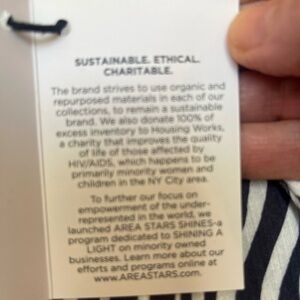 SUSTAINABLE. ETHICAL.
CHARITABLE.
The brand strives to use organic and
repurposed materials in each of our
collections, to remain a sustainable
brand. We also donate 100% of
excess inventory to Housing Works,
a charity that improves the quality
of life of those affected by
HIV/AIDS, which happens to be
primarily minority women and
children in the NY City area.
To further our focus on
empowerment of the under-
represented in the world, we
launched AREA STARS SHINES-a
program dedicated to SHINING A
LIGHT on minority owned
businesses. Learn more about our
efforts and programs online at
www.AREASTARS.com